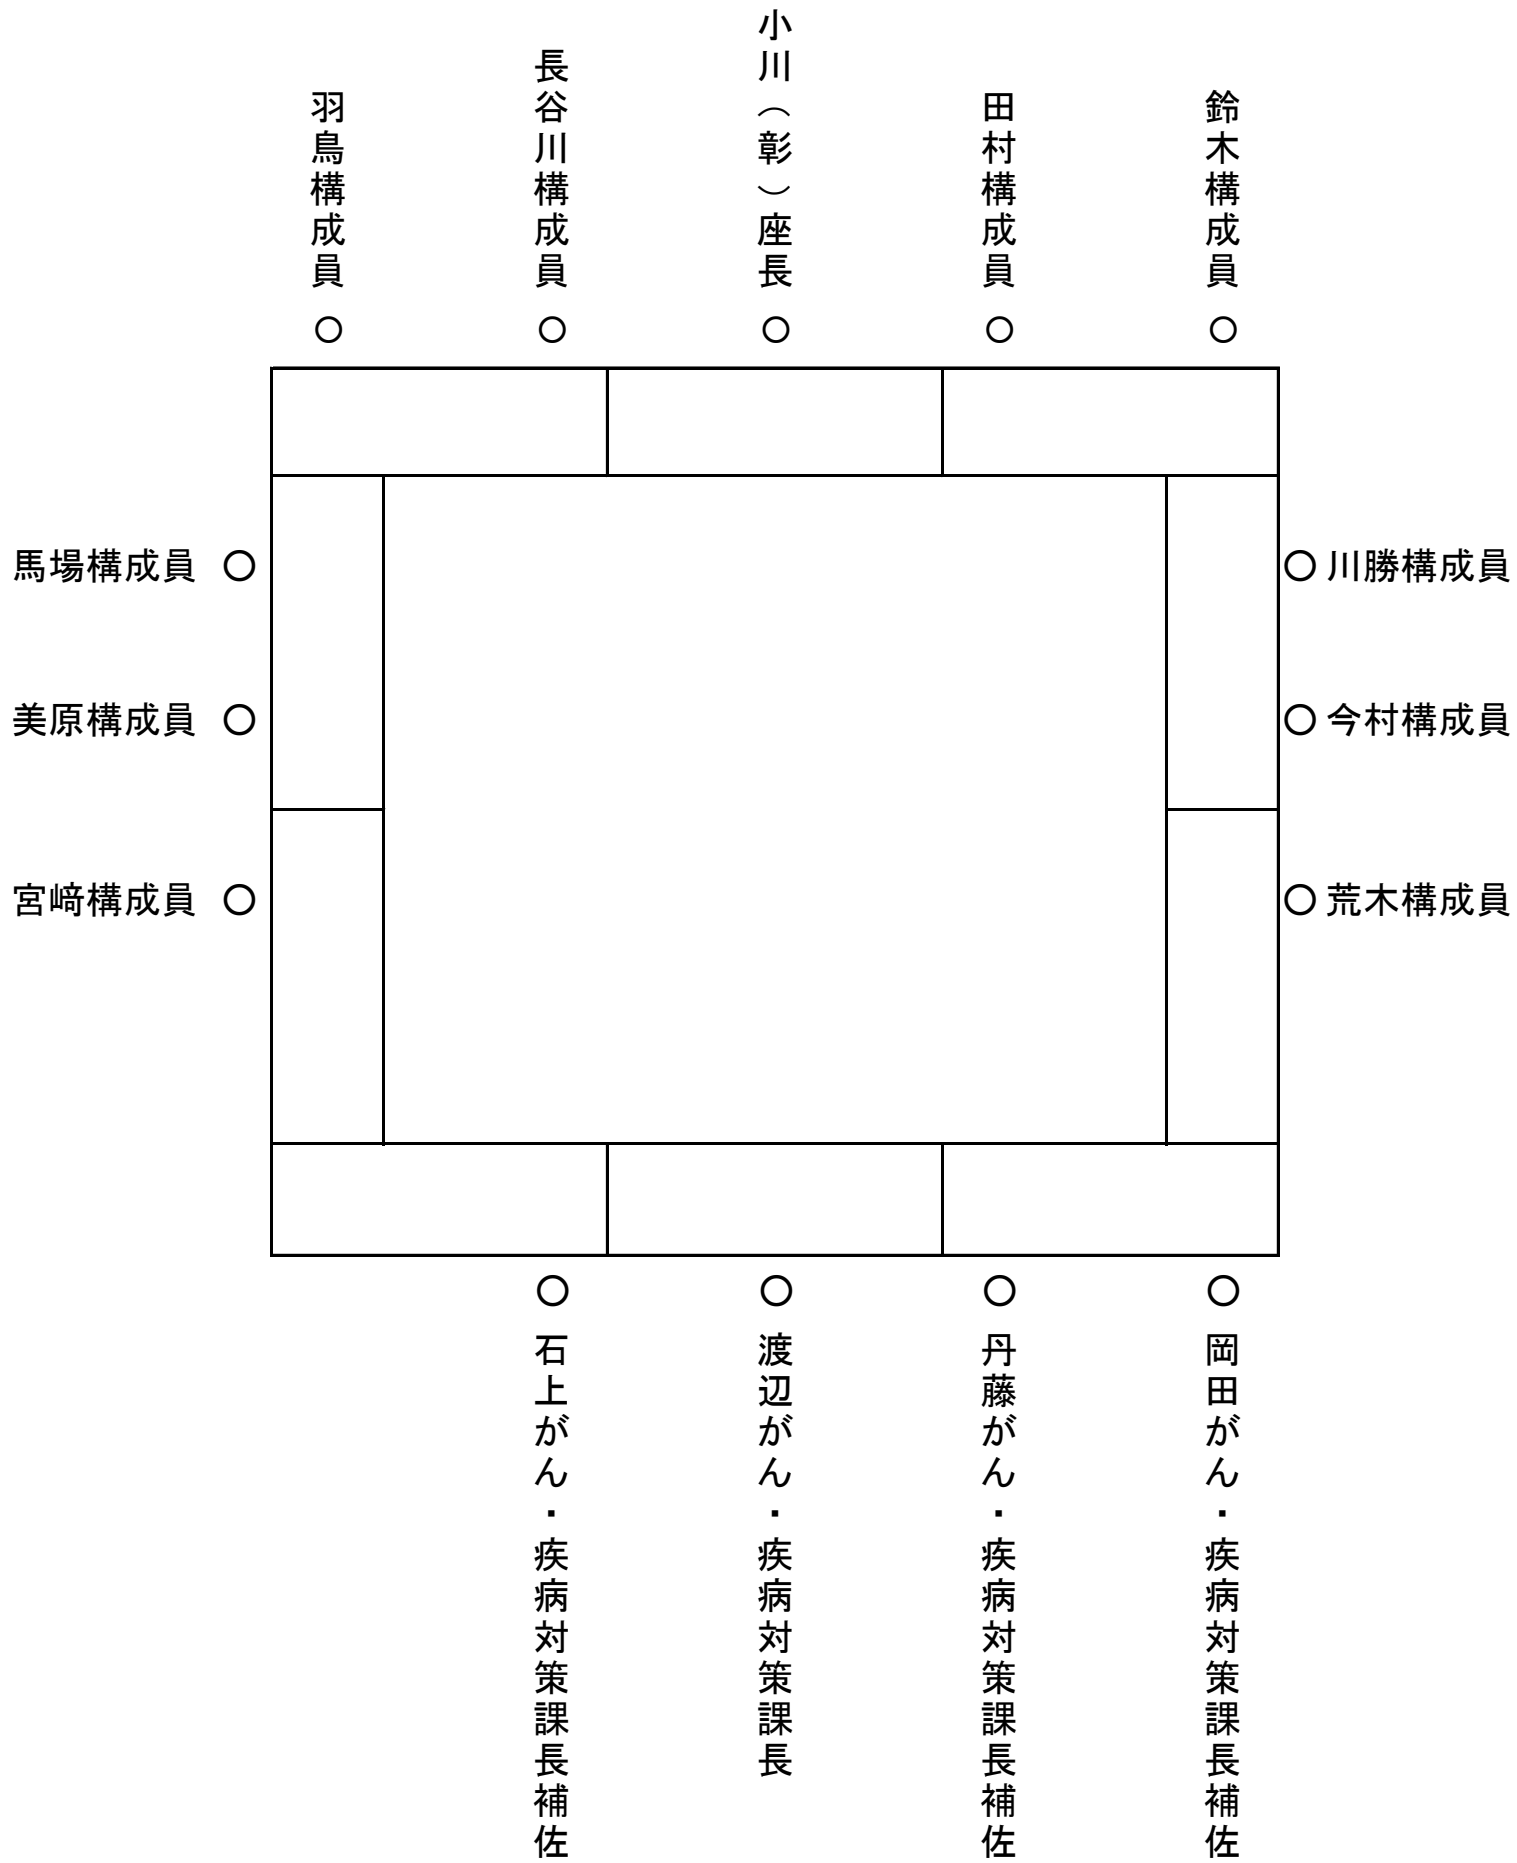 羽鳥構成員○
長谷川構成員○
小川（彰）座長○
田村構成員○
鈴木構成員○
馬場構成員 ○
○ 川勝構成員
美原構成員 ○
○ 今村構成員
宮﨑構成員 ○
○ 荒木構成員
○石上がん・疾病対策課長補佐
○渡辺がん・疾病対策課長
○丹藤がん・疾病対策課長補佐
○岡田がん・疾病対策課長補佐